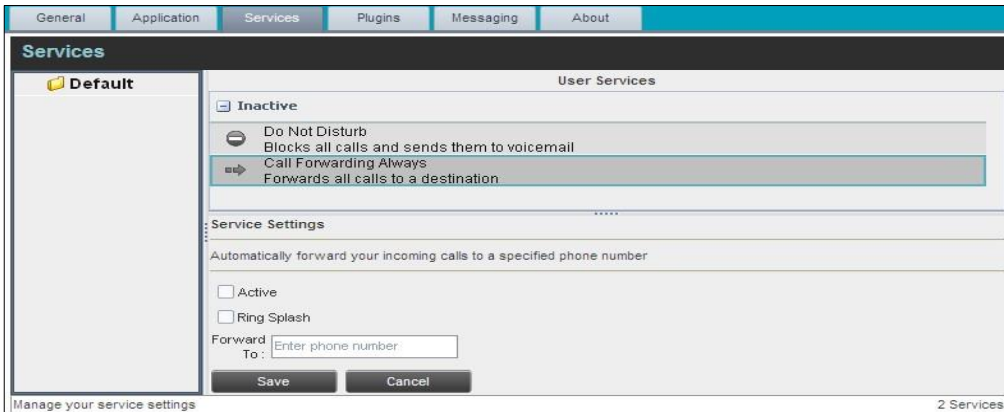 General Application Services Plugins Messaging About
Services
Default
User Services
Inactive
Do Not Disturb
Blocks all calls and sends them to voicemail
Call Forwarding Always
Forwards all calls to a destination
Service Settings
Automatically forward your incoming calls to a specified phone number
Active
Ring Splash
Forward
To : Enter phone number
Save Cancel
Manage your service settings 2 Services